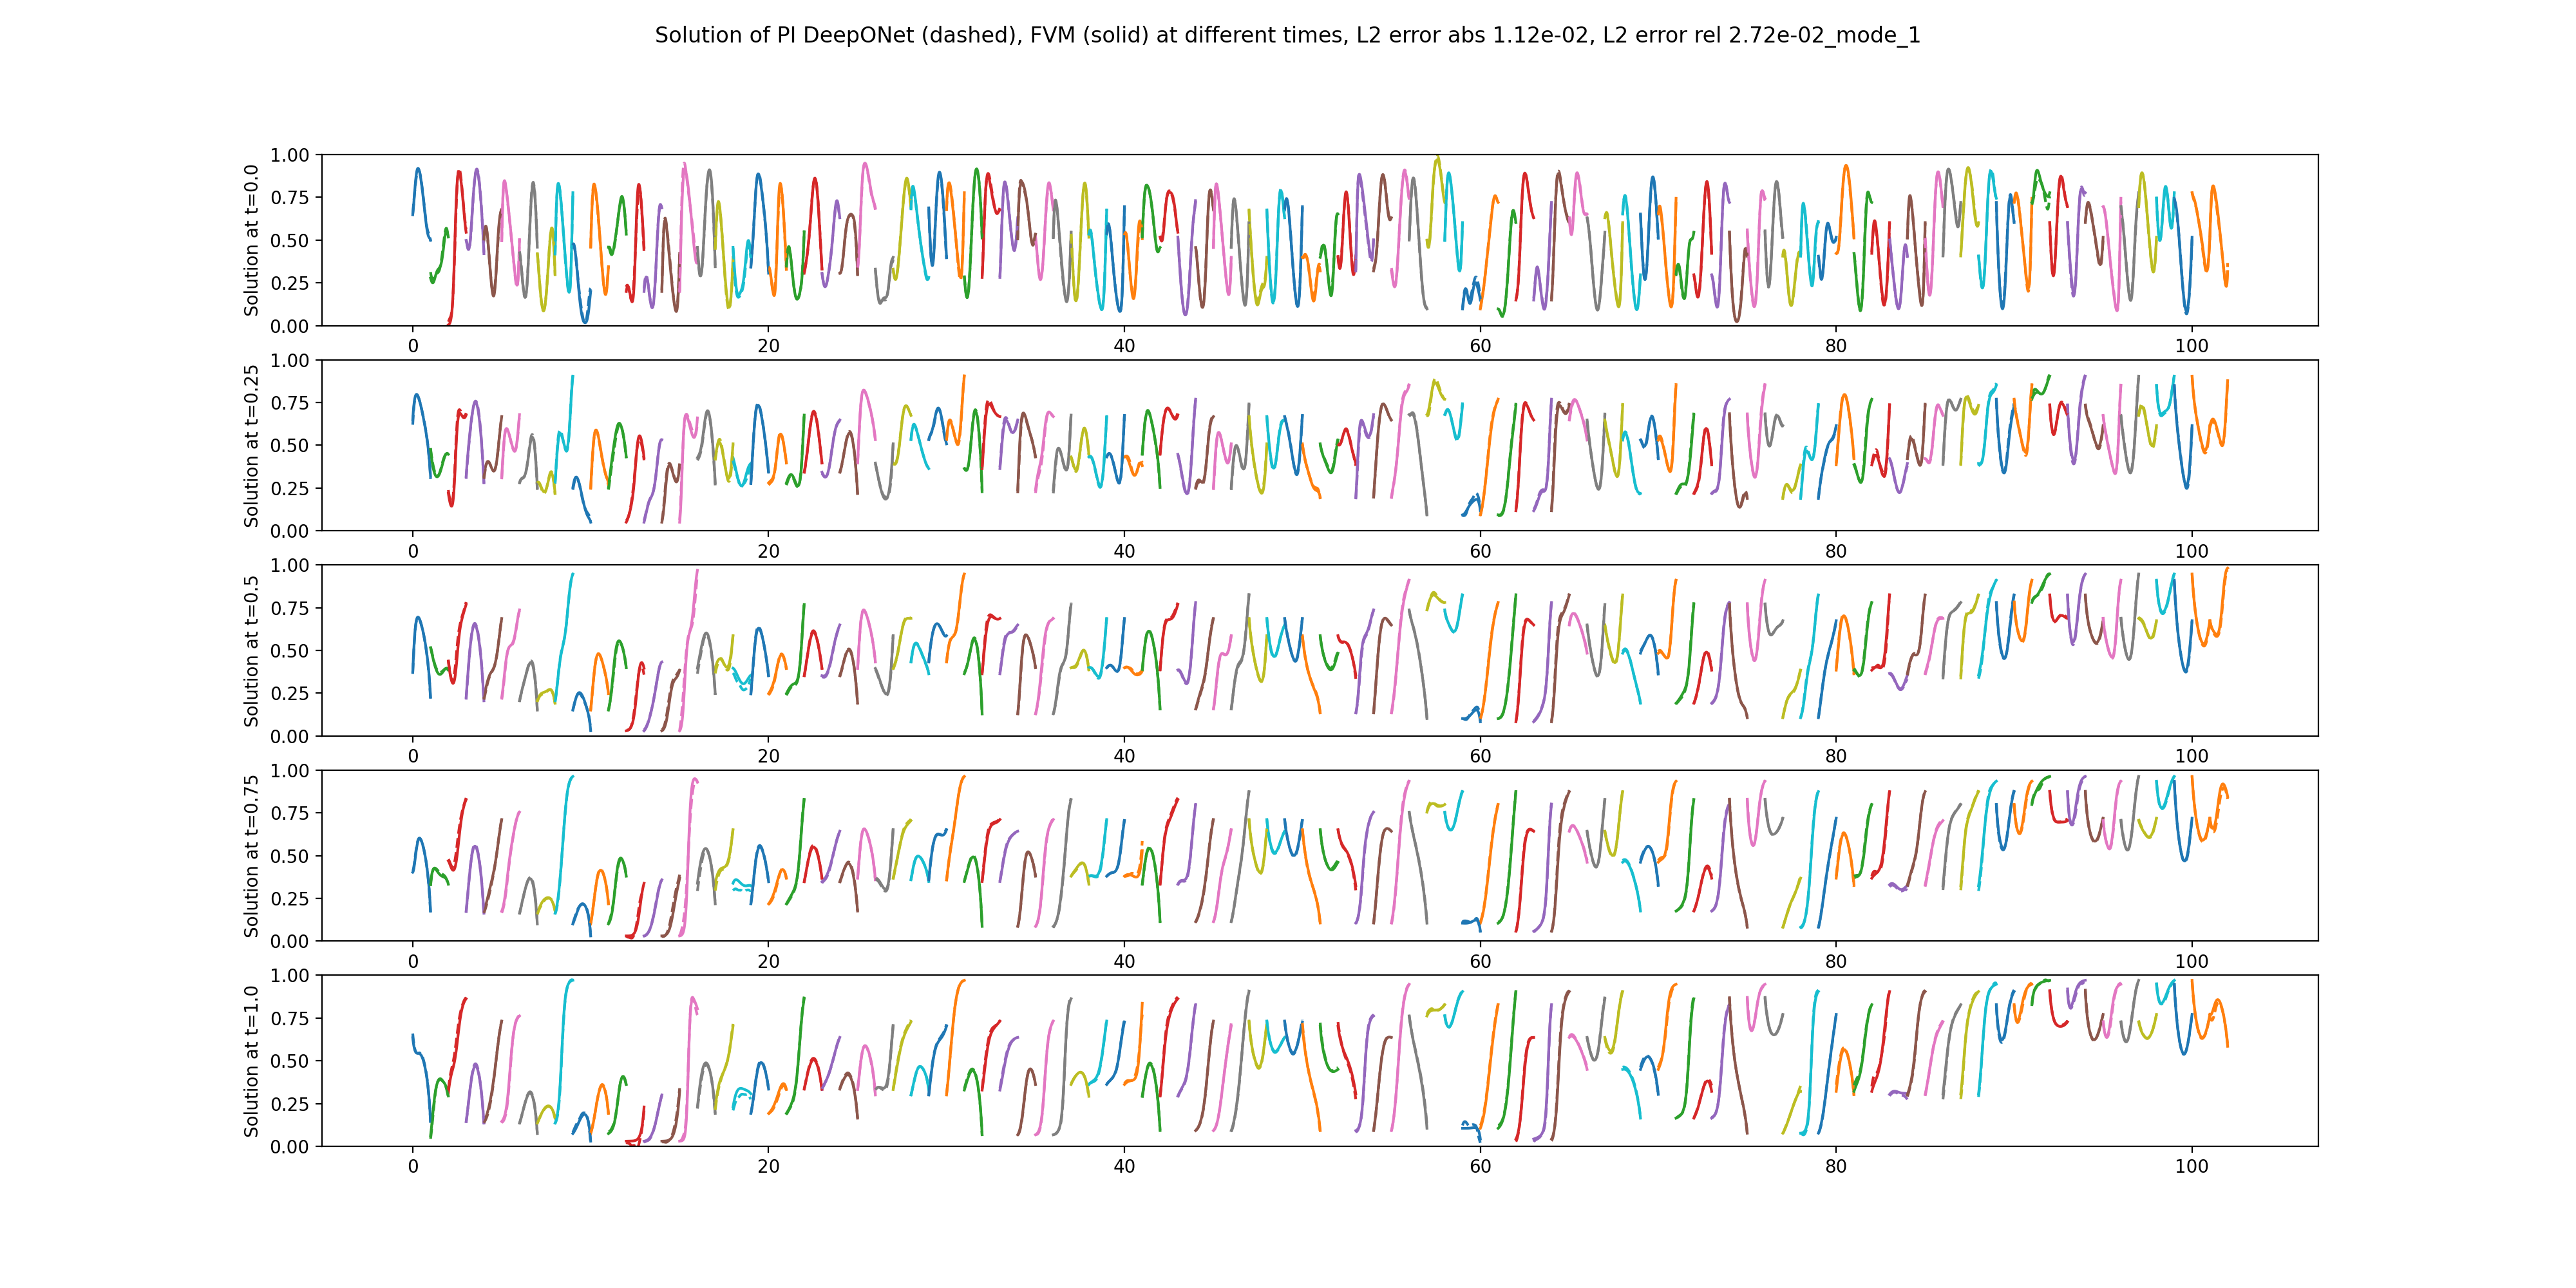 Solution of PI DeepONet (dashed), FVM (solid) at different times, L2 error abs 1.12e-02, L2 error rel 2.72e-02_mode_1
Solution at t=0.0
1.00
0.75
0.50
0.25
0.00
0 20 40 60 80 100
Solution at t=0.25
1.00
0.75
0.50
0.25
0.00
0 20 40 60 80 100
Solution at t=0.5
1.00
0.75
0.50
0.25
0.00
0 20 40 60 80 100
Solution at t=0.75
1.00
0.75
0.50
0.25
0.00
0 20 40 60 80 100
Solution at t=1.0
1.00
0.75
0.50
0.25
0.00
0 20 40 60 80 100